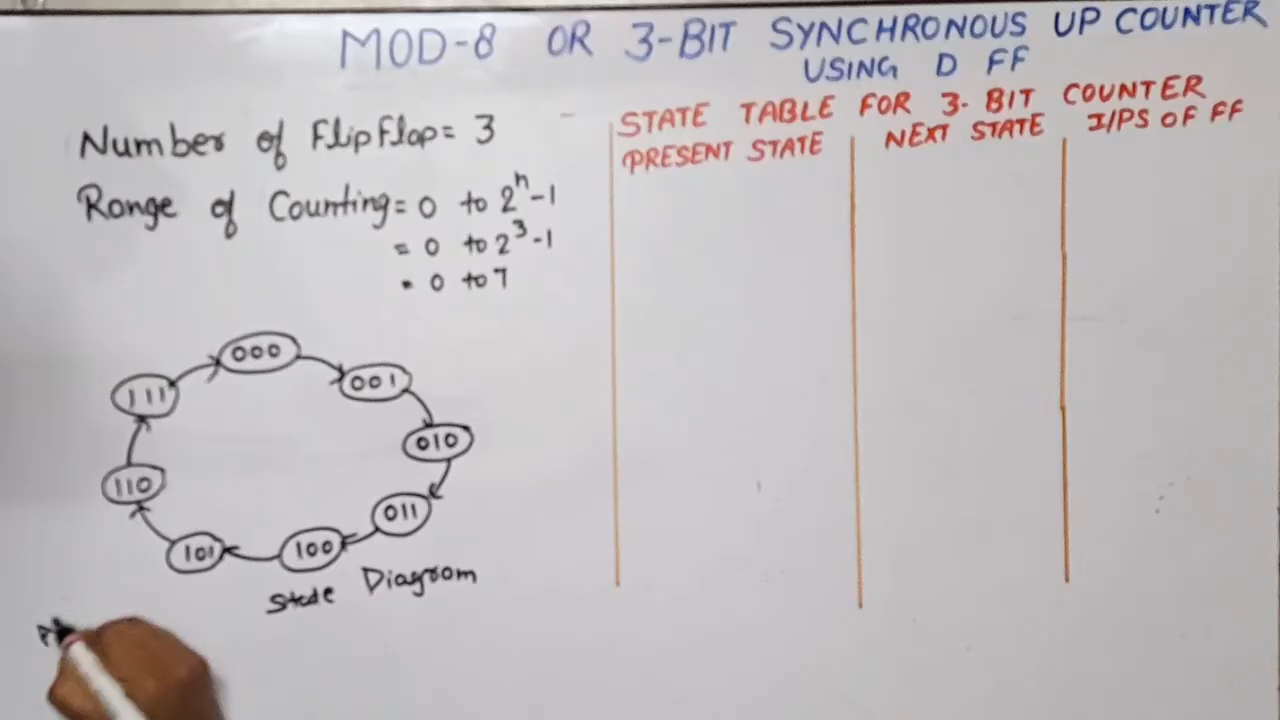 MOD-8 OR 3-BIT SYNCHRONOUS UP COUNTER
USING D FF
Number of FlipFlop = 3
Range of Counting = 0 to 2^n - 1
= 0 to 2^3 - 1
= 0 to 7
000
001
010
011
100
101
110
111
State Diagram
STATE TABLE FOR 3-BIT COUNTER
PRESENT STATE NEXT STATE I/PS OF FF